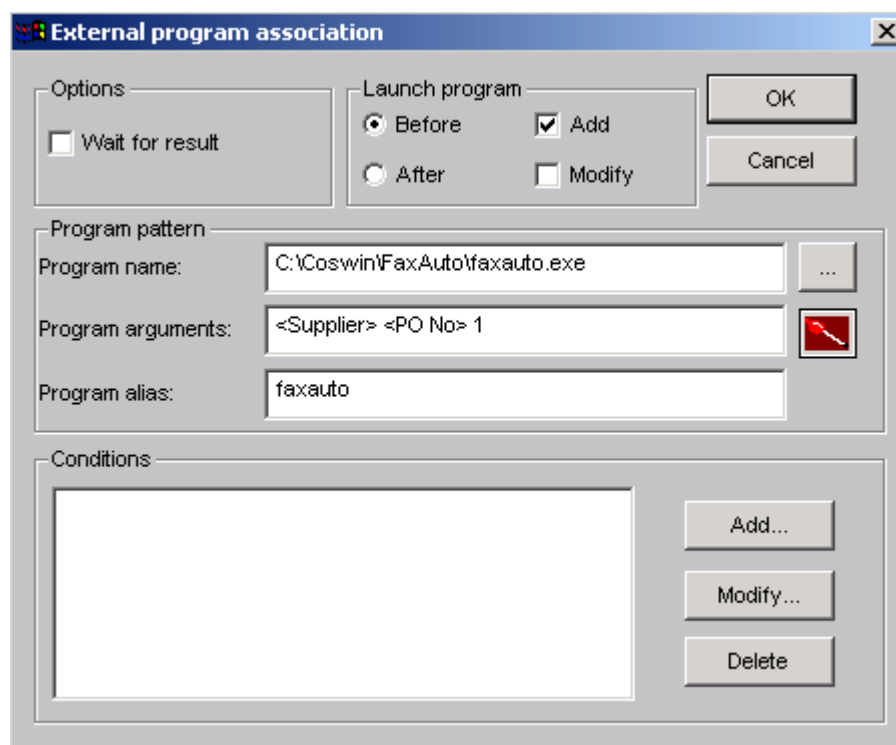 External program association
Options
Wait for result
Launch program
Before
Add
After
Modify
OK
Cancel
Program pattern
Program name:
C:\Coswin\FaxAuto\faxauto.exe
...
Program arguments:
<Supplier> <PO No> 1
Program alias:
faxauto
Conditions
Add...
Modify...
Delete